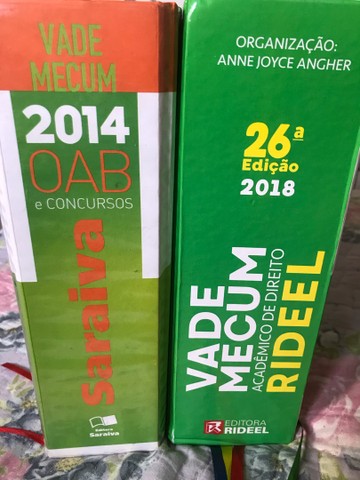 VADE
MECUM
2014
OAB
e CONCURSOS
Saraiva
Editora
Saraiva
ORGANIZAÇÃO:
ANNE JOYCE ANGHER
26ª
Edição
2018
VADE
MECUM
ACADÊMICO DE DIREITO
RIDEEL
EDITORA
RIDEEL